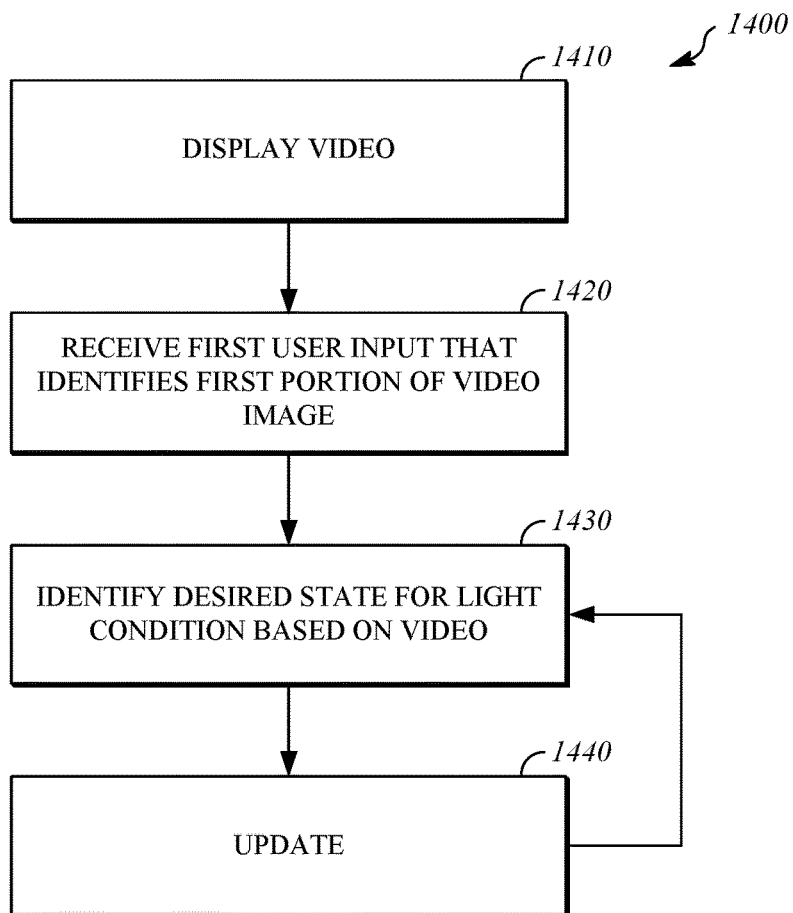 1400
1410
DISPLAY VIDEO
1420
RECEIVE FIRST USER INPUT THAT
IDENTIFIES FIRST PORTION OF VIDEO
IMAGE
1430
IDENTIFY DESIRED STATE FOR LIGHT
CONDITION BASED ON VIDEO
1440
UPDATE